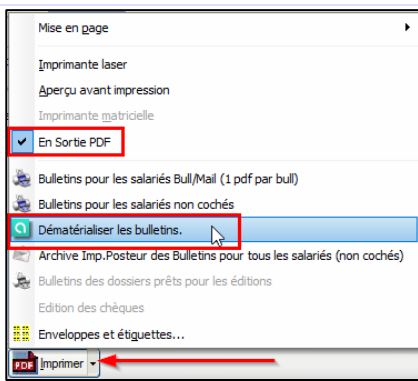 Mise en page
Imprimante laser
Aperçu avant impression
Imprimante matricielle
En Sortie PDF
Bulletins pour les salariés Bull/Mail (1 pdf par bull)
Bulletins pour les salariés non cochés
Dématérialiser les bulletins.
Archive Imp.Posteur des Bulletins pour tous les salariés (non cochés)
Bulletins des dossiers prêts pour les éditions
Edition des chèques
Enveloppes et étiquettes...
PDF Imprimer